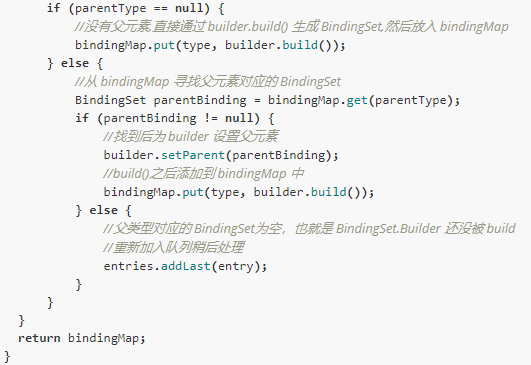 if (parentType == null) {
//没有父元素,直接通过 builder.build() 生成 BindingSet,然后放入 bindingMap
bindingMap.put(type, builder.build());
} else {
//从 bindingMap 寻找父元素对应的 BindingSet
BindingSet parentBinding = bindingMap.get(parentType);
if (parentBinding != null) {
//找到后为 builder 设置父元素
builder.setParent(parentBinding);
//build()之后添加到 bindingMap 中
bindingMap.put(type, builder.build());
} else {
//父类型对应的 BindingSet为空，也就是 BindingSet.Builder 还没被 build
//重新加入队列稍后处理
entries.addLast(entry);
}
}
}
return bindingMap;
}